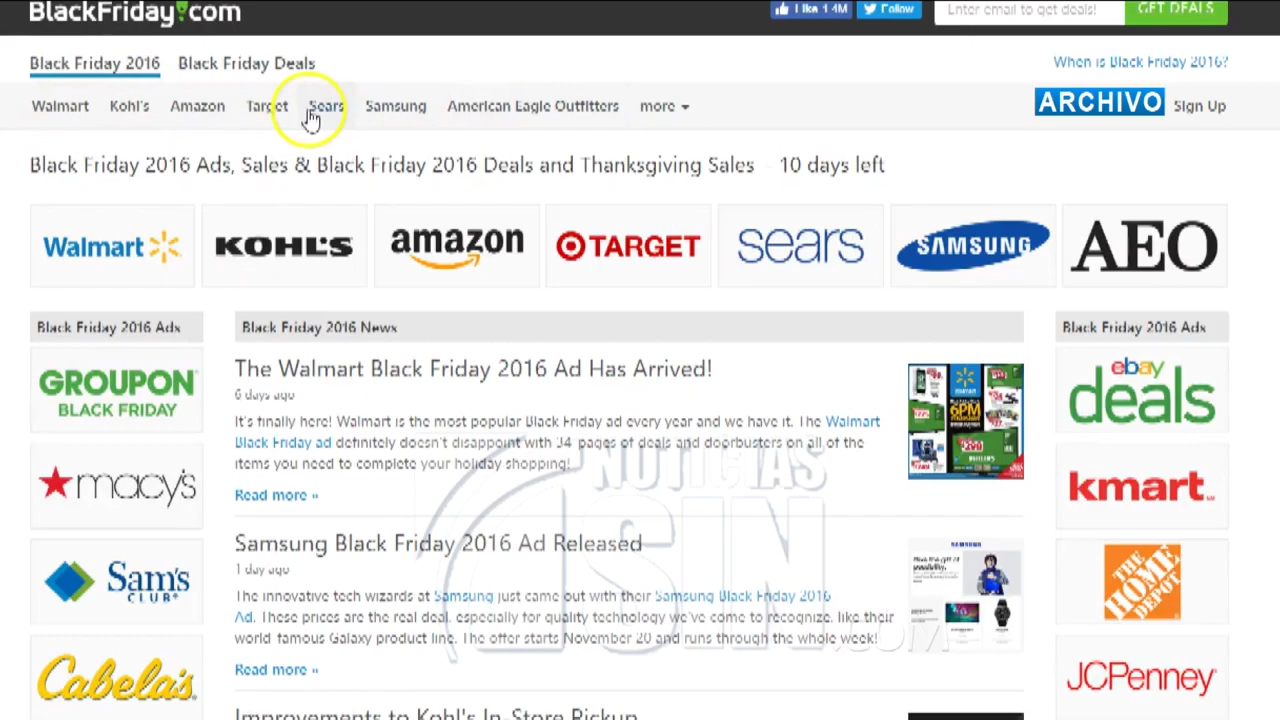 BlackFriday.com
Like 1.4M
Follow
Enter email to get deals!
GET DEALS
Black Friday 2016
Black Friday Deals
When is Black Friday 2016?
Walmart
Kohl's
Amazon
Target
Sears
Samsung
American Eagle Outfitters
more
ARCHIVO
Sign Up
Black Friday 2016 Ads, Sales & Black Friday 2016 Deals and Thanksgiving Sales
10 days left
Walmart
KOHL'S
amazon
TARGET
sears
SAMSUNG
AEO
Black Friday 2016 Ads
GROUPON
BLACK FRIDAY
macy's
Sam's
CLUB
Cabela's
Black Friday 2016 News
The Walmart Black Friday 2016 Ad Has Arrived!
6 days ago
It's finally here! Walmart is the most popular Black Friday ad every year and we have it. The Walmart
Black Friday ad definitely doesn't disappoint with 34 pages of deals and doorbusters on all of the
items you need to complete your holiday shopping!
Read more »
Samsung Black Friday 2016 Ad Released
1 day ago
The innovative tech wizards at Samsung just came out with their Samsung Black Friday 2016
Ad. These prices are the real deal, especially for quality technology we've come to recognize, like their
world-famous Galaxy product line. The offer starts November 20 and runs through the whole week!
Read more »
Improvements to Kohl's In-Store Pickup
6PM
SAMSUNG
Black Friday 2016 Ads
ebay
deals
kmart
THE
HOME
DEPOT
JCPenney
NOTICIAS
SIN
.COM